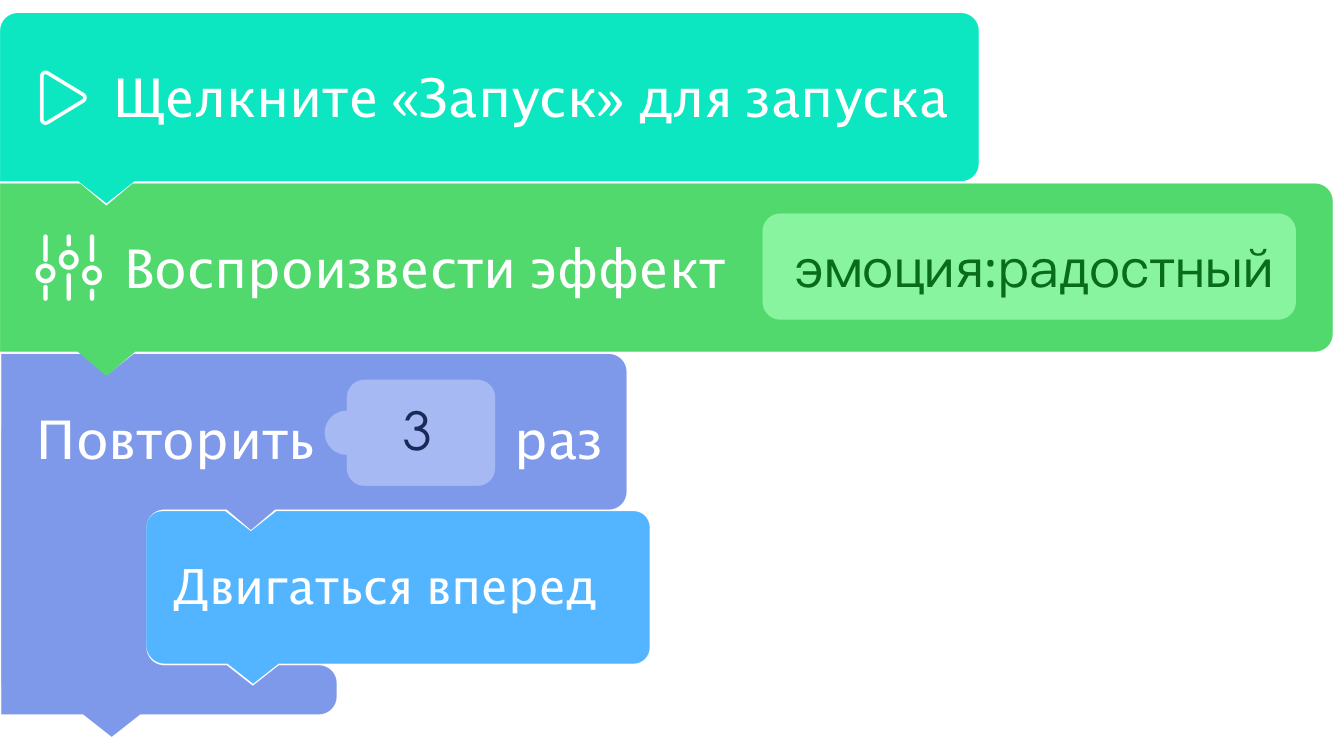 Щелкните «Запуск» для запуска
Воспроизвести эффект эмоция:радостный
Повторить 3 раз
Двигаться вперед